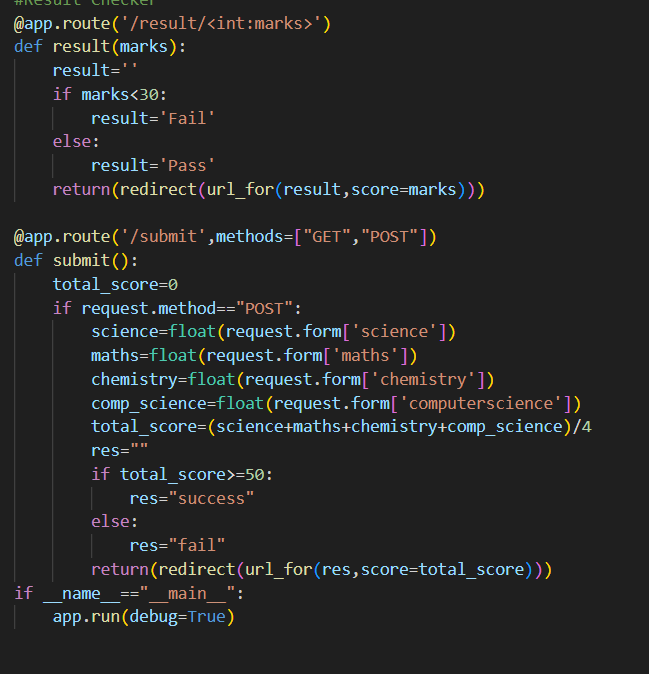 #Result Checker
@app.route('/result/<int:marks>')
def result(marks):
    result=''
    if marks<30:
        result='Fail'
    else:
        result='Pass'
    return(redirect(url_for(result,score=marks)))

@app.route('/submit',methods=["GET","POST"])
def submit():
    total_score=0
    if request.method=="POST":
        science=float(request.form['science'])
        maths=float(request.form['maths'])
        chemistry=float(request.form['chemistry'])
        comp_science=float(request.form['computerscience'])
        total_score=(science+maths+chemistry+comp_science)/4
        res=""
        if total_score>=50:
            res="success"
        else:
            res="fail"
        return(redirect(url_for(res,score=total_score)))
if __name__=="__main__":
    app.run(debug=True)